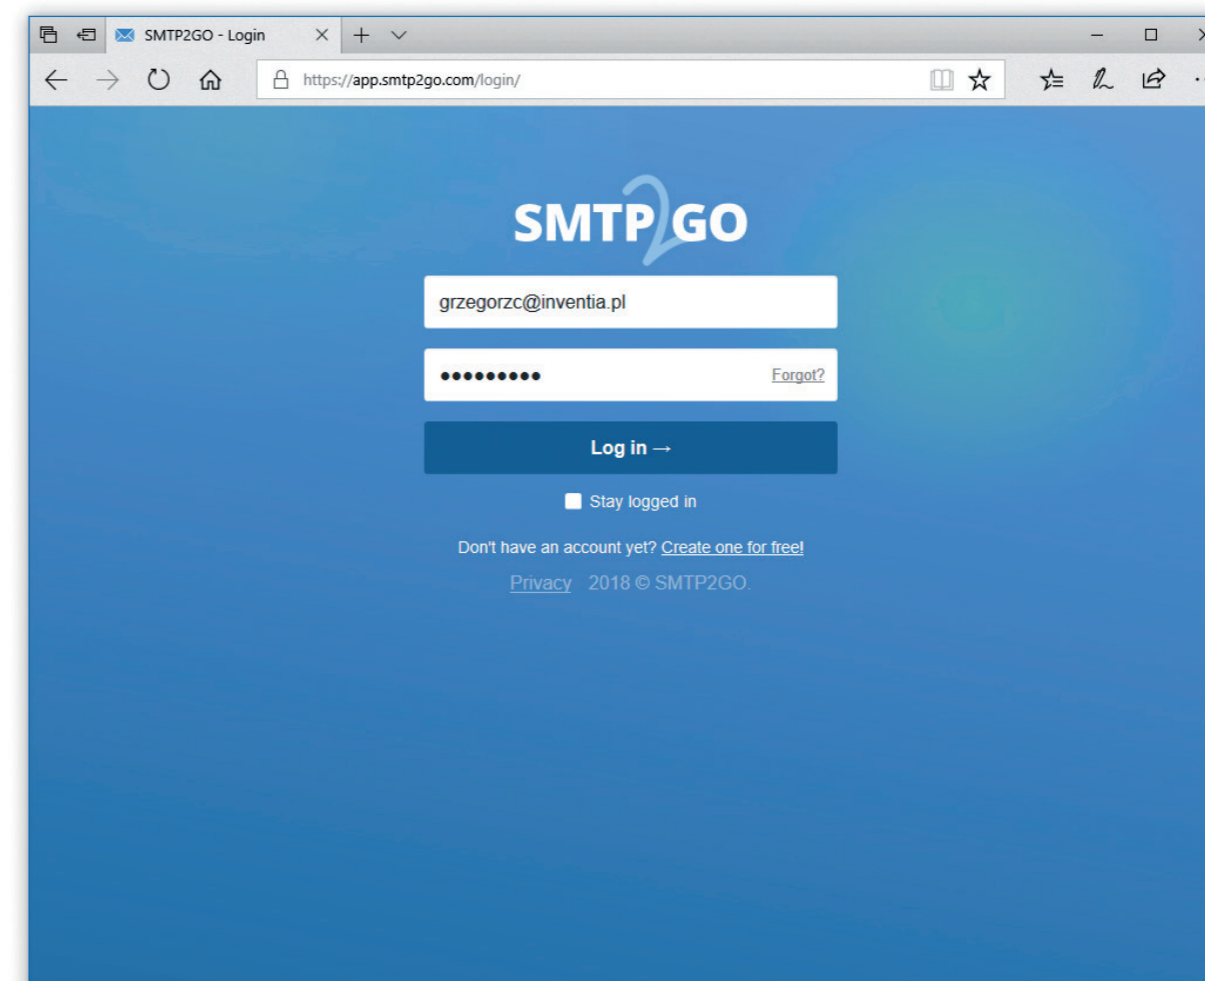 SMTP2GO - Login
https://app.smtp2go.com/login/
SMTP2GO
grzegorzc@inventia.pl
●●●●●●●●● Forgot?
Log in →
Stay logged in
Don't have an account yet? Create one for free!
Privacy 2018 © SMTP2GO.